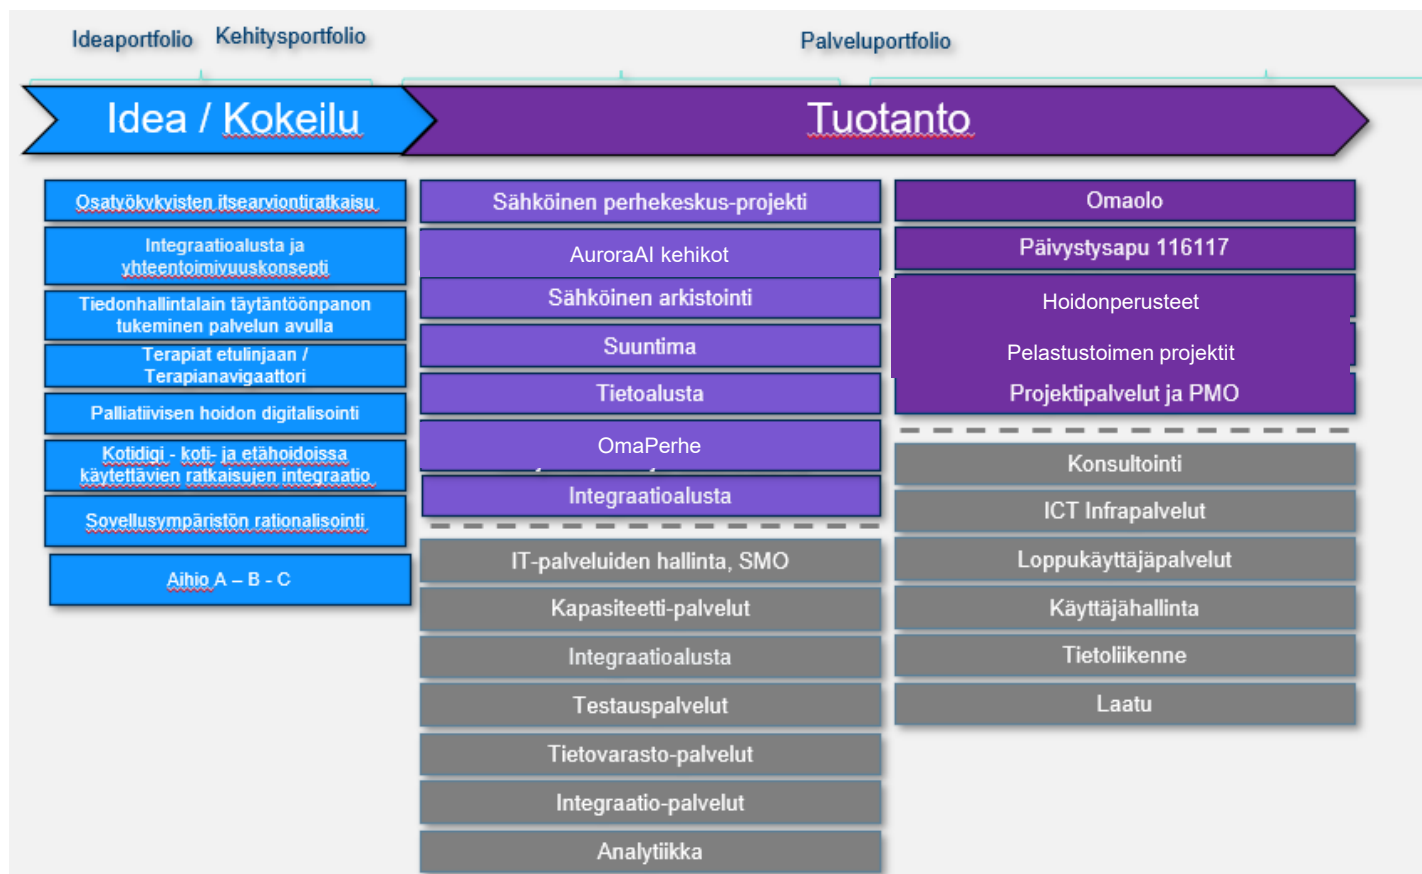 Ideaportfolio
Kehitysportfolio
Palveluportfolio
Idea / Kokeilu
Tuotanto
Osatyökykyisten itsearviontiratkaisu
Integraatioalusta ja
yhteentoimivuuskonsepti
Tiedonhallintalain täytäntöönpanon
tukeminen palvelun avulla
Terapiat etulinjaan /
Terapianavigaattori
Palliatiivisen hoidon digitalisointi
Kotidigi - koti- ja etähoidoissa
käytettävien ratkaisujen integraatio
Sovellusympäristön rationalisointi
Aihio A – B - C
Sähköinen perhekeskus-projekti
AuroraAI kehikot
Sähköinen arkistointi
Suuntima
Tietoalusta
OmaPerhe
Integraatioalusta
IT-palveluiden hallinta, SMO
Kapasiteetti-palvelut
Integraatioalusta
Testauspalvelut
Tietovarasto-palvelut
Integraatio-palvelut
Analytiikka
Omaolo
Päivystysapu 116117
Hoidonperusteet
Pelastustoimen projektit
Projektipalvelut ja PMO
Konsultointi
ICT Infrapalvelut
Loppukäyttäjäpalvelut
Käyttäjähallinta
Tietoliikenne
Laatu